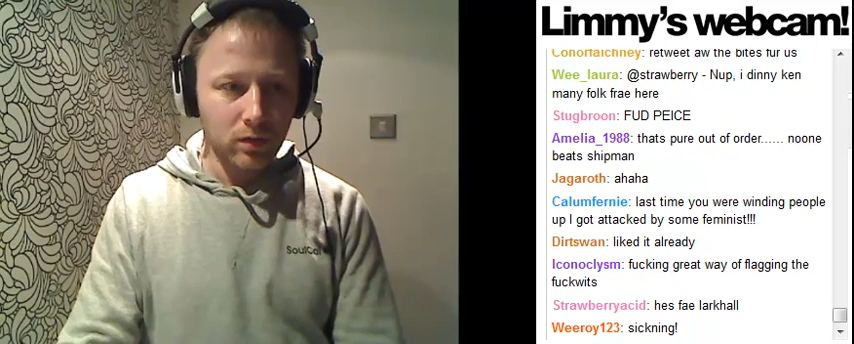 Limmy's webcam!
Conorfaichney: retweet aw the bites fur us
Wee_laura: @strawberry - Nup, i dinny ken
many folk frae here
Stugbroon: FUD PEICE
Amelia_1988: thats pure out of order...... noone
beats shipman
Jagaroth: ahaha
Calumfernie: last time you were winding people
up I got attacked by some feminist!!!
Dirtswan: liked it already
Iconoclysm: fucking great way of flagging the
fuckwits
Strawberryacid: hes fae larkhall
Weeroy123: sickning!
SoulCal